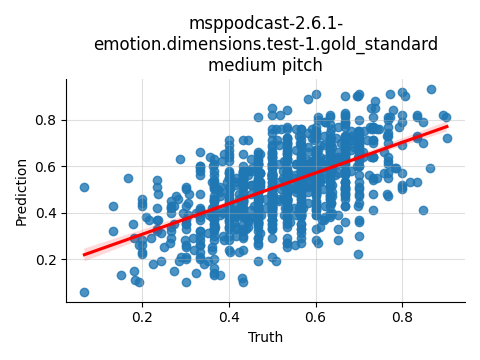 msppodcast-2.6.1-
emotion.dimensions.test-1.gold_standard
medium pitch
Prediction
0.8
0.6
0.4
0.2
0.2 0.4 0.6 0.8
Truth